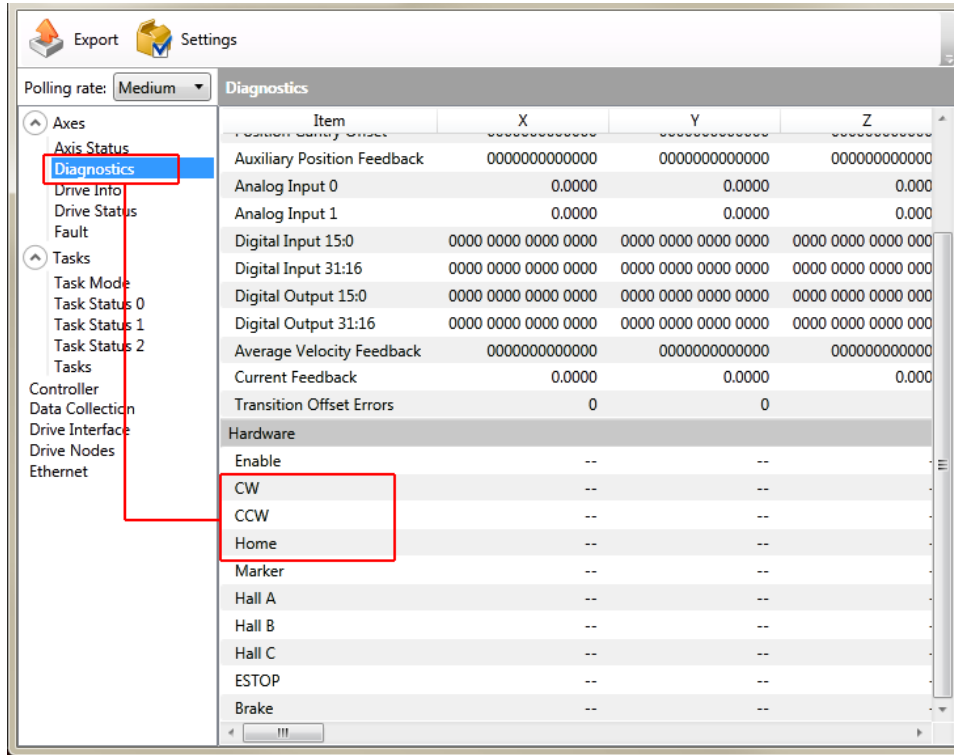 Export Settings
Polling rate: Medium
Diagnostics
Axes
Axis Status
Diagnostics
Drive Info
Drive Status
Fault
Tasks
Task Mode
Task Status 0
Task Status 1
Task Status 2
Tasks
Controller
Data Collection
Drive Interface
Drive Nodes
Ethernet
Item X Y Z
Position Gantry Offset 0000000000000 0000000000000 000000000000
Auxiliary Position Feedback 0000000000000 0000000000000 000000000000
Analog Input 0 0.0000 0.0000 0.000
Analog Input 1 0.0000 0.0000 0.000
Digital Input 15:0 0000 0000 0000 0000 0000 0000 0000 0000 0000 0000 0000 000
Digital Input 31:16 0000 0000 0000 0000 0000 0000 0000 0000 0000 0000 0000 000
Digital Output 15:0 0000 0000 0000 0000 0000 0000 0000 0000 0000 0000 0000 000
Digital Output 31:16 0000 0000 0000 0000 0000 0000 0000 0000 0000 0000 0000 000
Average Velocity Feedback 0000000000000 0000000000000 000000000000
Current Feedback 0.0000 0.0000 0.000
Transition Offset Errors 0 0
Hardware
Enable -- -- -
CW -- -- -
CCW -- -- -
Home -- -- -
Marker -- -- -
Hall A -- -- -
Hall B -- -- -
Hall C -- -- -
ESTOP -- -- -
Brake -- -- -